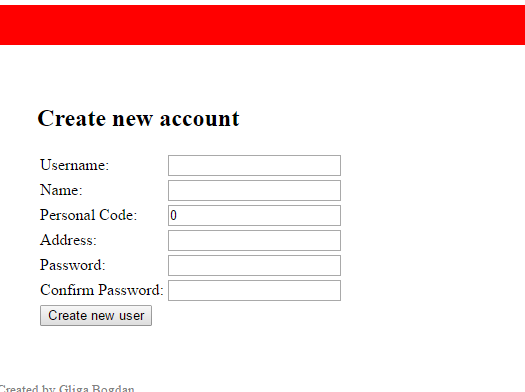 Create new account
Username:
Name:
Personal Code: 0
Address:
Password:
Confirm Password:
Create new user
Created by Gliga Bogdan